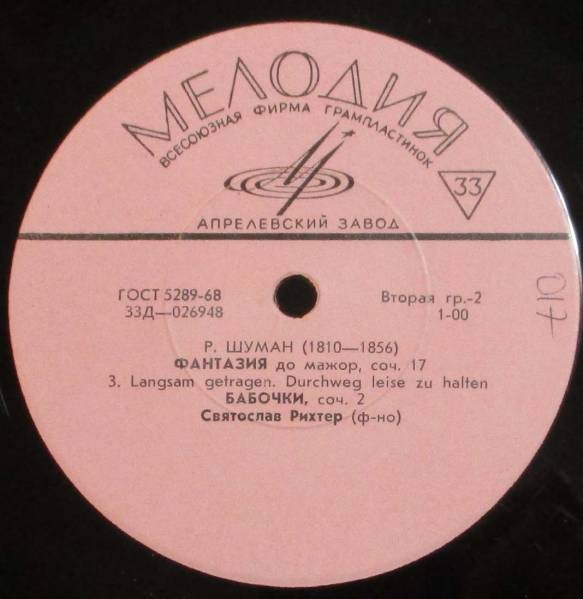 МЕЛОДИЯ
ВСЕСОЮЗНАЯ ФИРМА ГРАМПЛАСТИНОК
33
АПРЕЛЕВСКИЙ ЗАВОД
ГОСТ 5289-68
33Д—026948
Вторая гр.-2
1-00
Р. ШУМАН (1810—1856)
ФАНТАЗИЯ до мажор, соч. 17
3. Langsam getragen. Durchweg leise zu halten
БАБОЧКИ, соч. 2
Святослав Рихтер (ф-но)